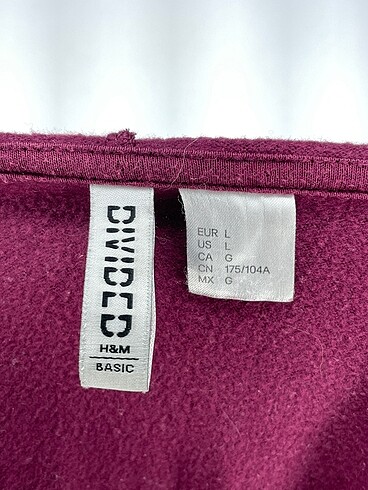 DIVIDED
H&M
BASIC
EUR L
US L
CA G
CN 175/104A
MX G